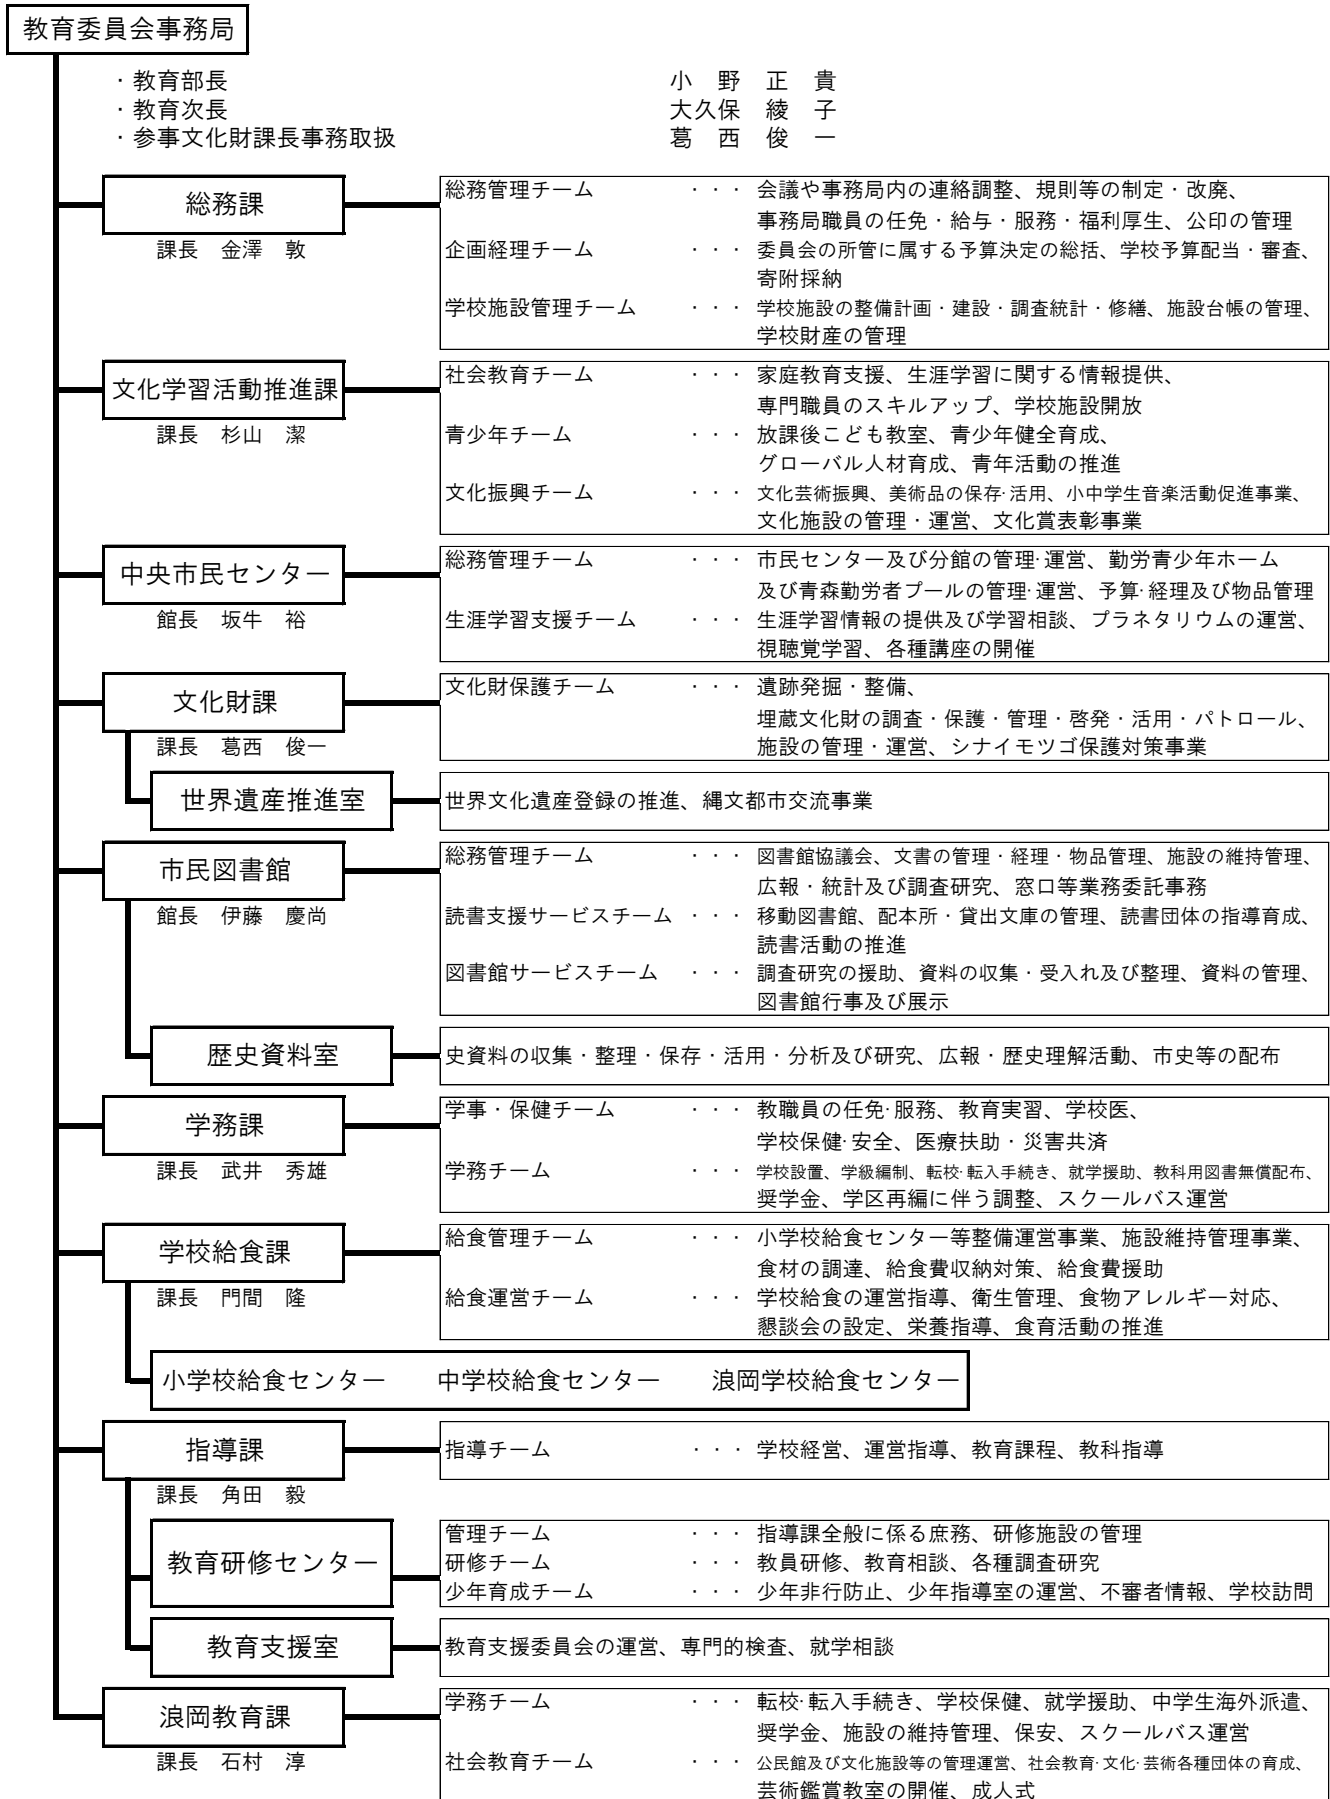 教育委員会事務局
・教育部長　小　野　正　貴
・教育次長　大久保　綾　子
・参事文化財課長事務取扱　葛　西　俊　一
総務課
課長　金澤　敦
総務管理チーム　・・・　会議や事務局内の連絡調整、規則等の制定・改廃、
事務局職員の任免・給与・服務・福利厚生、公印の管理
企画経理チーム　・・・　委員会の所管に属する予算決定の総括、学校予算配当・審査、
寄附採納
学校施設管理チーム　・・・　学校施設の整備計画・建設・調査統計・修繕、施設台帳の管理、
学校財産の管理
文化学習活動推進課
課長　杉山　潔
社会教育チーム　・・・　家庭教育支援、生涯学習に関する情報提供、
専門職員のスキルアップ、学校施設開放
青少年チーム　・・・　放課後こども教室、青少年健全育成、
グローバル人材育成、青年活動の推進
文化振興チーム　・・・　文化芸術振興、美術品の保存・活用、小中学生音楽活動促進事業、
文化施設の管理・運営、文化賞表彰事業
中央市民センター
館長　坂牛　裕
総務管理チーム　・・・　市民センター及び分館の管理・運営、勤労青少年ホーム
及び青森勤労者プールの管理・運営、予算・経理及び物品管理
生涯学習支援チーム　・・・　生涯学習情報の提供及び学習相談、プラネタリウムの運営、
視聴覚学習、各種講座の開催
文化財課
課長　葛西　俊一
文化財保護チーム　・・・　遺跡発掘・整備、
埋蔵文化財の調査・保護・管理・啓発・活用・パトロール、
施設の管理・運営、シナイモツゴ保護対策事業
世界遺産推進室
世界文化遺産登録の推進、縄文都市交流事業
市民図書館
館長　伊藤　慶尚
総務管理チーム　・・・　図書館協議会、文書の管理・経理・物品管理、施設の維持管理、
広報・統計及び調査研究、窓口等業務委託事務
読書支援サービスチーム　・・・　移動図書館、配本所・貸出文庫の管理、読書団体の指導育成、
読書活動の推進
図書館サービスチーム　・・・　調査研究の援助、資料の収集・受入れ及び整理、資料の管理、
図書館行事及び展示
歴史資料室
史資料の収集・整理・保存・活用・分析及び研究、広報・歴史理解活動、市史等の配布
学務課
課長　武井　秀雄
学事・保健チーム　・・・　教職員の任免・服務、教育実習、学校医、
学校保健・安全、医療扶助・災害共済
学務チーム　・・・　学校設置、学級編制、転校・転入手続き、就学援助、教科用図書無償配布、
奨学金、学区再編に伴う調整、スクールバス運営
学校給食課
課長　門間　隆
給食管理チーム　・・・　小学校給食センター等整備運営事業、施設維持管理事業、
食材の調達、給食費収納対策、給食費援助
給食運営チーム　・・・　学校給食の運営指導、衛生管理、食物アレルギー対応、
懇談会の設定、栄養指導、食育活動の推進
小学校給食センター　中学校給食センター　浪岡学校給食センター
指導課
課長　角田　毅
指導チーム　・・・　学校経営、運営指導、教育課程、教科指導
教育研修センター
管理チーム　・・・　指導課全般に係る庶務、研修施設の管理
研修チーム　・・・　教員研修、教育相談、各種調査研究
少年育成チーム　・・・　少年非行防止、少年指導室の運営、不審者情報、学校訪問
教育支援室
教育支援委員会の運営、専門的検査、就学相談
浪岡教育課
課長　石村　淳
学務チーム　・・・　転校・転入手続き、学校保健、就学援助、中学生海外派遣、
奨学金、施設の維持管理、保安、スクールバス運営
社会教育チーム　・・・　公民館及び文化施設等の管理運営、社会教育・文化・芸術各種団体の育成、
芸術鑑賞教室の開催、成人式